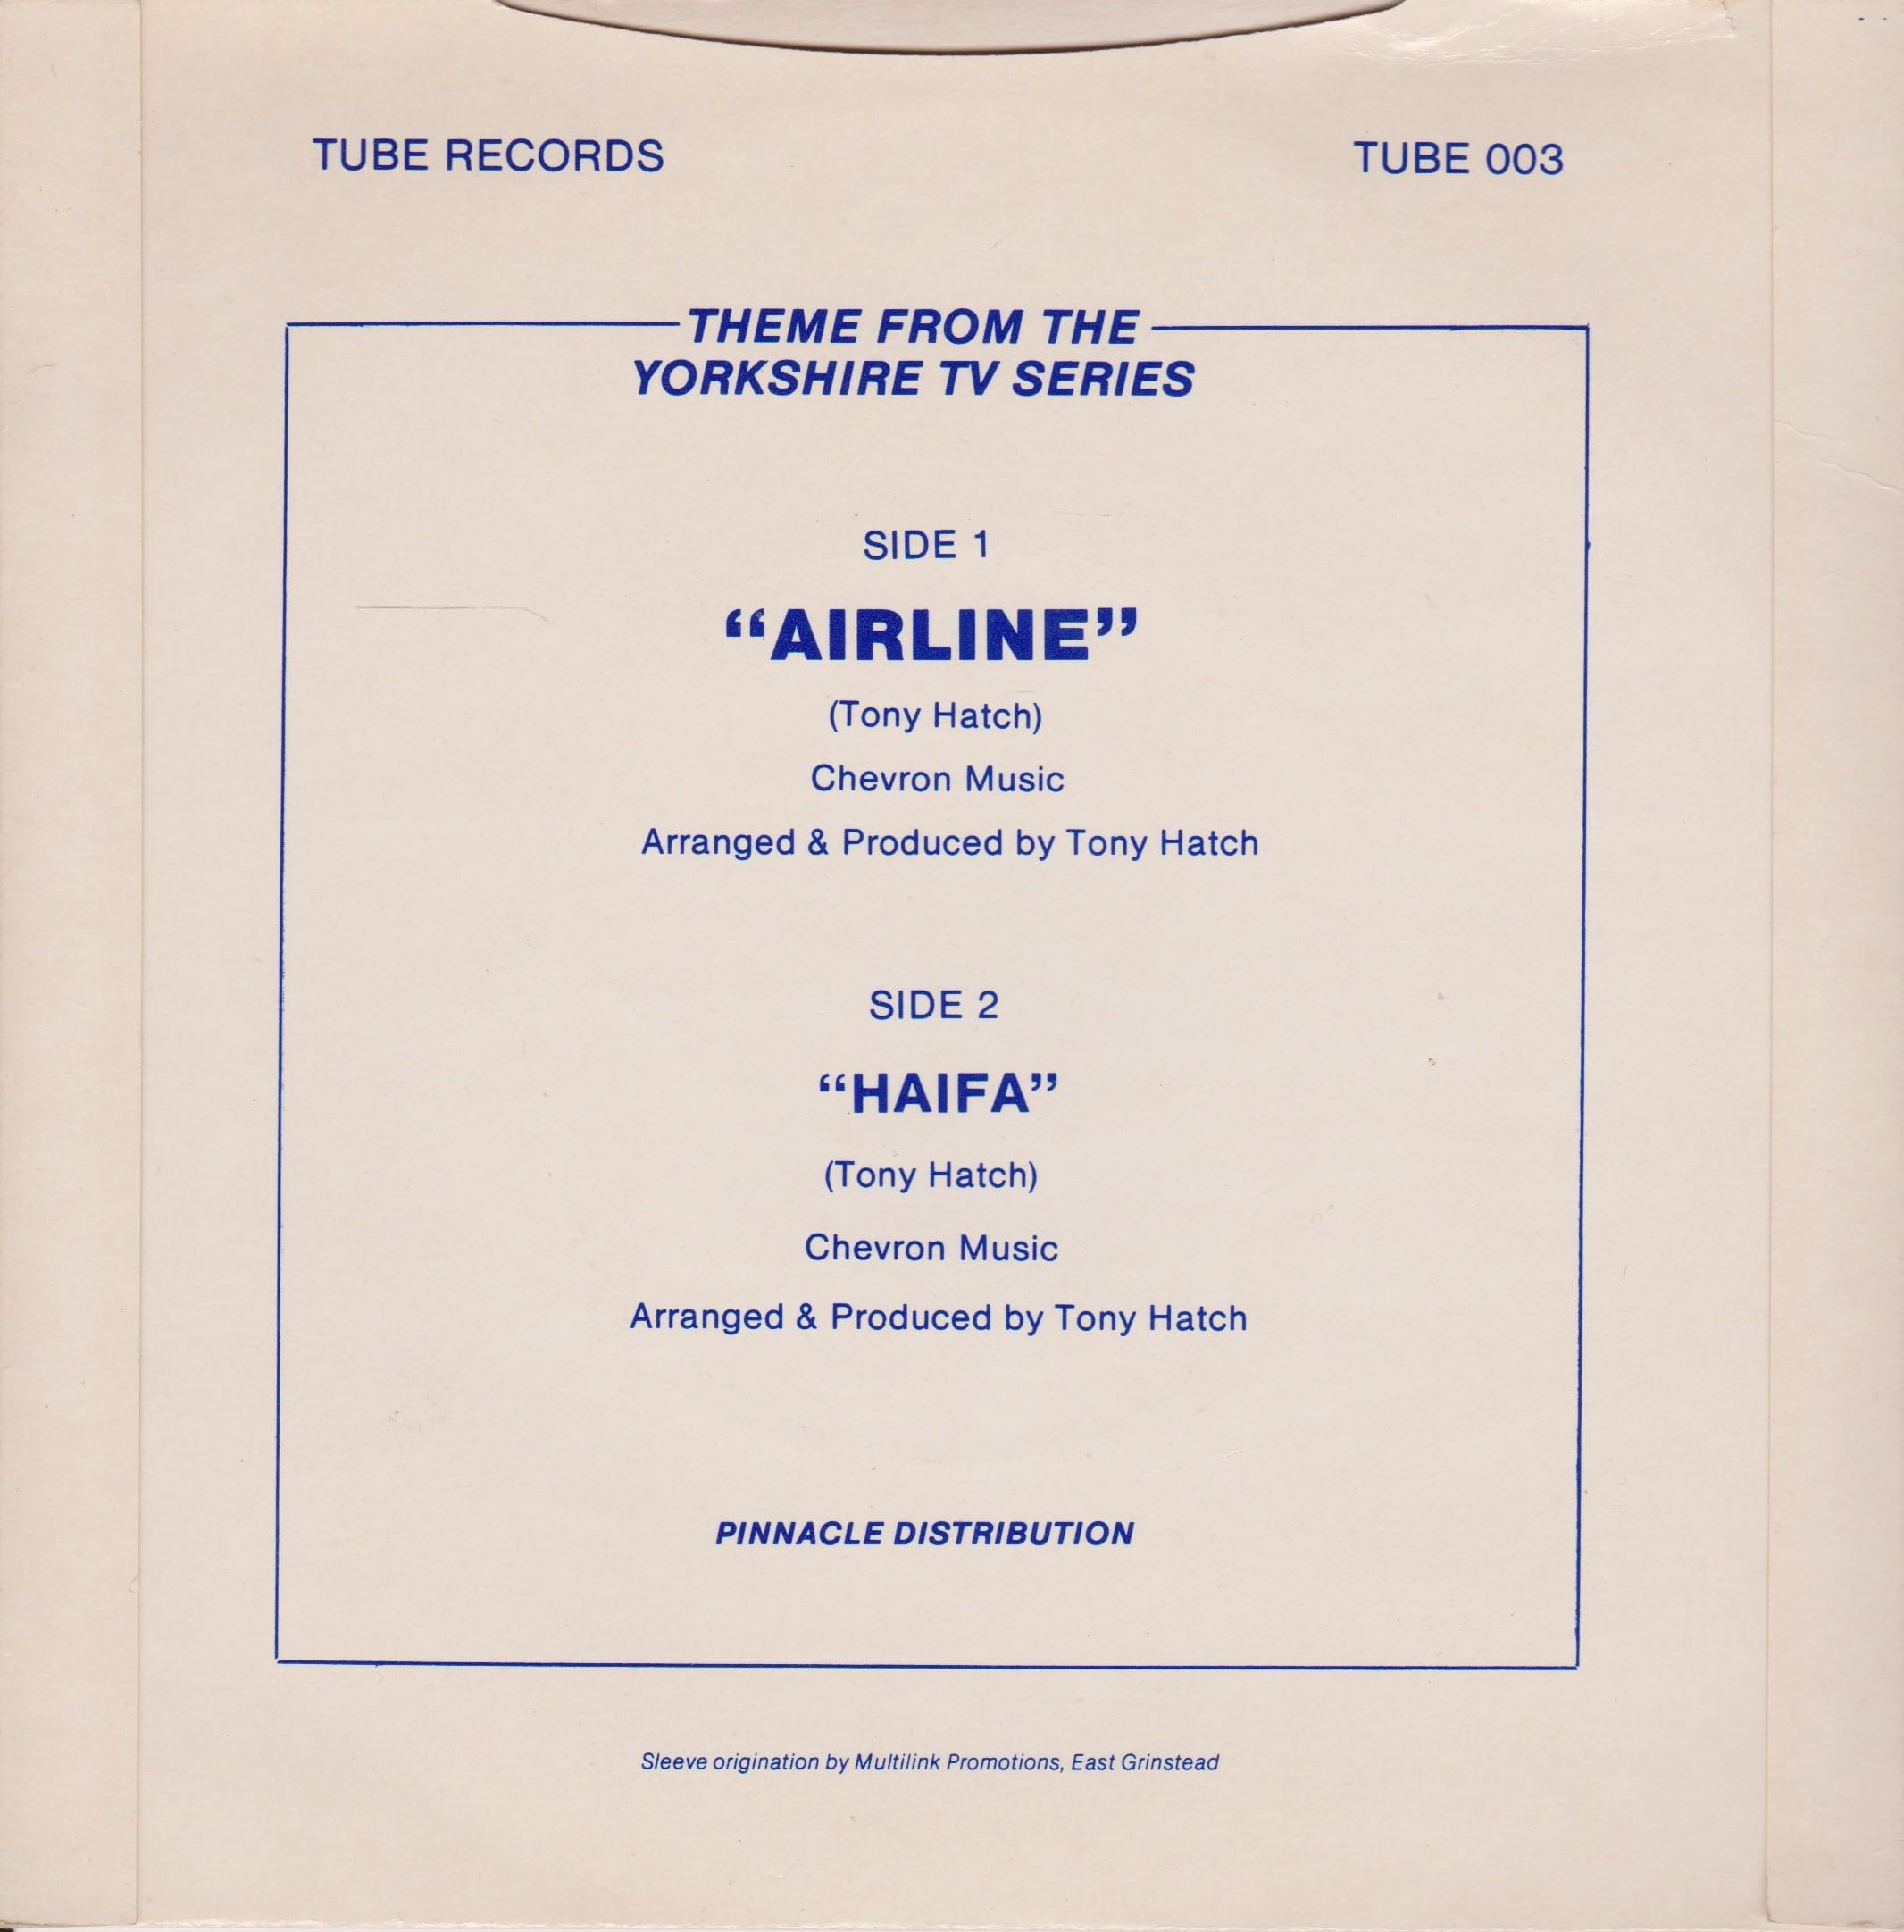 TUBE RECORDS TUBE 003
THEME FROM THE
YORKSHIRE TV SERIES
SIDE 1
“AIRLINE”
(Tony Hatch)
Chevron Music
Arranged & Produced by Tony Hatch
SIDE 2
“HAIFA”
(Tony Hatch)
Chevron Music
Arranged & Produced by Tony Hatch
PINNACLE DISTRIBUTION
Sleeve origination by Multilink Promotions, East Grinstead